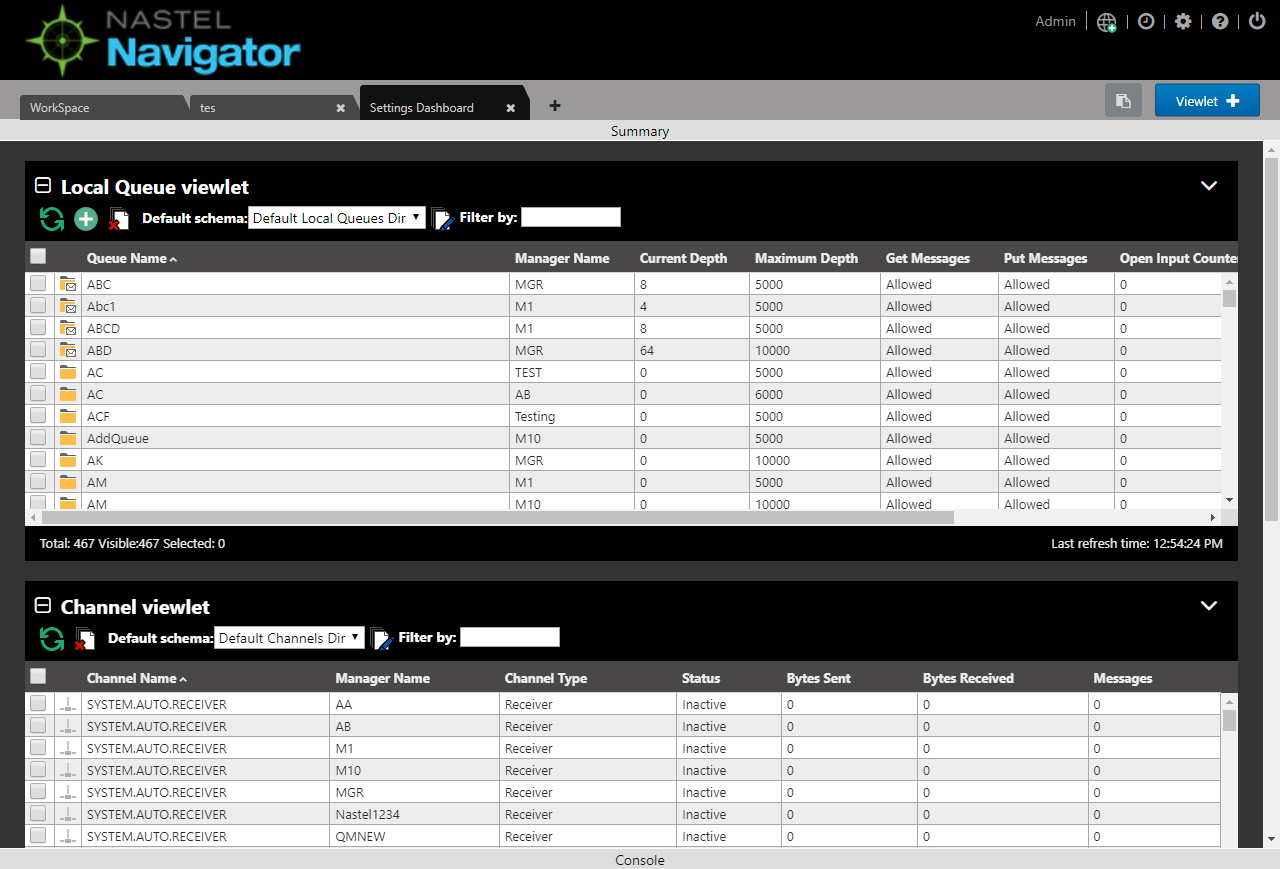 NASTEL
Navigator
Admin
WorkSpace tes Settings Dashboard Viewlet
Summary
Local Queue viewlet
Default schema: Default Local Queues Dir Filter by:
Queue Name Manager Name Current Depth Maximum Depth Get Messages Put Messages Open Input Counte
ABC MGR 8 5000 Allowed Allowed 0
Abc1 M1 4 5000 Allowed Allowed 0
ABCD M1 8 5000 Allowed Allowed 0
ABD MGR 64 10000 Allowed Allowed 0
AC TEST 0 5000 Allowed Allowed 0
AC AB 0 6000 Allowed Allowed 0
ACF Testing 0 5000 Allowed Allowed 0
AddQueue M10 0 5000 Allowed Allowed 0
AK MGR 0 10000 Allowed Allowed 0
AM M1 0 5000 Allowed Allowed 0
AM M10 0 10000 Allowed Allowed 0
Total: 467 Visible:467 Selected: 0 Last refresh time: 12:54:24 PM
Channel viewlet
Default schema: Default Channels Dir Filter by:
Channel Name Manager Name Channel Type Status Bytes Sent Bytes Received Messages
SYSTEM.AUTO.RECEIVER AA Receiver Inactive 0 0 0
SYSTEM.AUTO.RECEIVER AB Receiver Inactive 0 0 0
SYSTEM.AUTO.RECEIVER M1 Receiver Inactive 0 0 0
SYSTEM.AUTO.RECEIVER M10 Receiver Inactive 0 0 0
SYSTEM.AUTO.RECEIVER MGR Receiver Inactive 0 0 0
SYSTEM.AUTO.RECEIVER Nastel1234 Receiver Inactive 0 0 0
SYSTEM.AUTO.RECEIVER QMNEW Receiver Inactive 0 0 0
Console